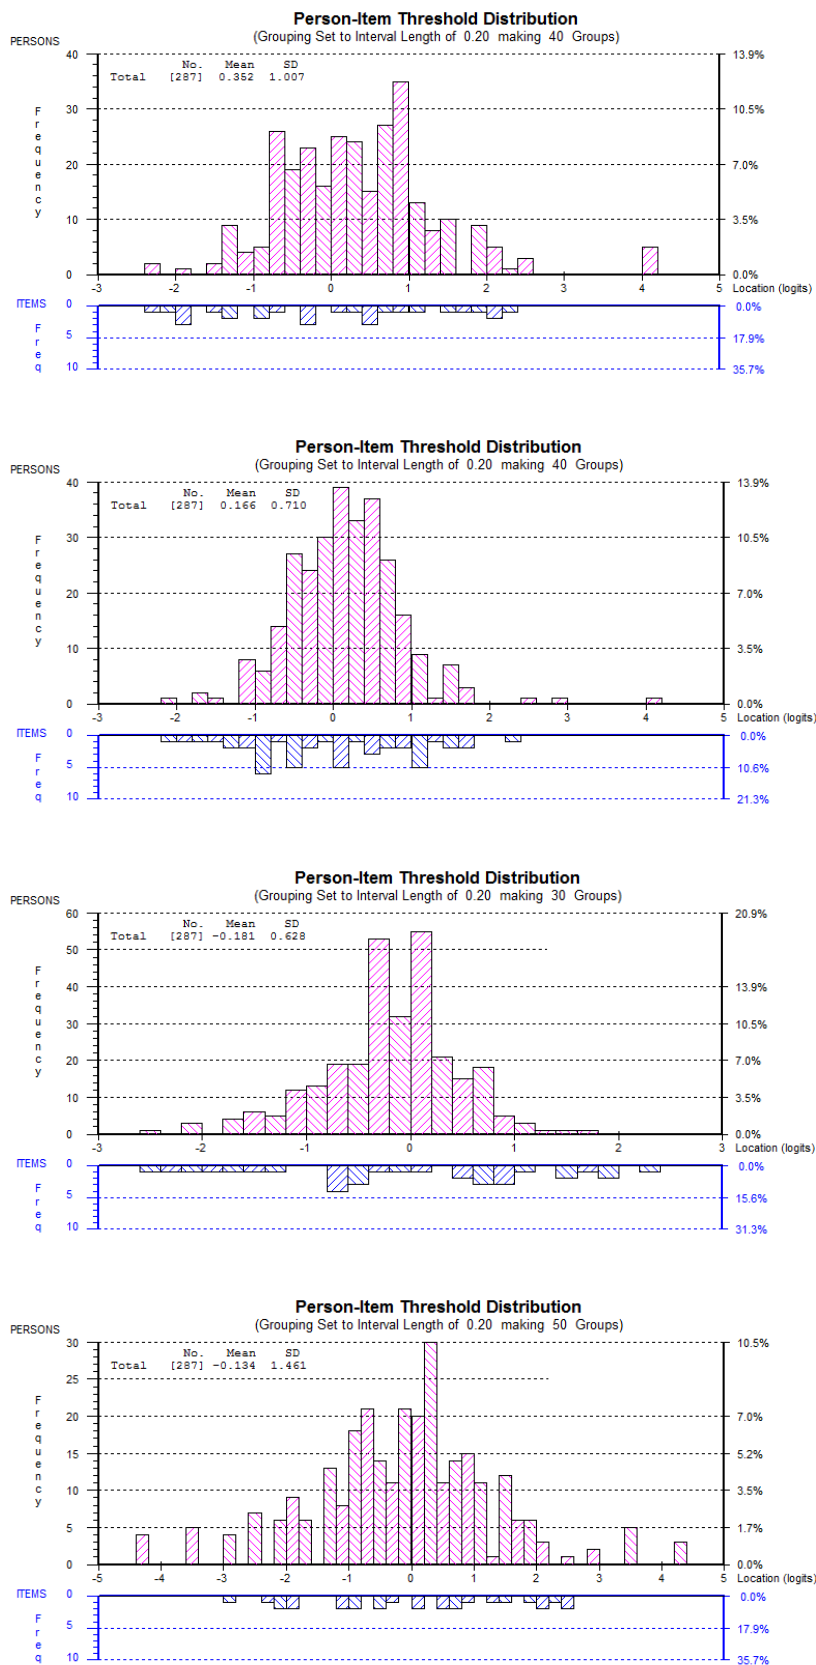 Person-Item Threshold Distribution
(Grouping Set to Interval Length of 0.20 making 40 Groups)
PERSONS
No. Mean SD
Total [287] 0.352 1.007
Frequency
40 30 20 10 0
13.9% 10.5% 7.0% 3.5% 0.0%
-3 -2 -1 0 1 2 3 4 5 Location (logits)
ITEMS
Freq
0 5 10
0.0% 17.9% 35.7%
Person-Item Threshold Distribution
(Grouping Set to Interval Length of 0.20 making 40 Groups)
PERSONS
No. Mean SD
Total [287] 0.166 0.710
Frequency
40 30 20 10 0
13.9% 10.5% 7.0% 3.5% 0.0%
-3 -2 -1 0 1 2 3 4 5 Location (logits)
ITEMS
Freq
0 5 10
0.0% 10.6% 21.3%
Person-Item Threshold Distribution
(Grouping Set to Interval Length of 0.20 making 30 Groups)
PERSONS
No. Mean SD
Total [287] -0.181 0.628
Frequency
60 50 40 30 20 10 0
20.9% 13.9% 10.5% 7.0% 3.5% 0.0%
-3 -2 -1 0 1 2 3 Location (logits)
ITEMS
Freq
0 5 10
0.0% 15.6% 31.3%
Person-Item Threshold Distribution
(Grouping Set to Interval Length of 0.20 making 50 Groups)
PERSONS
No. Mean SD
Total [287] -0.134 1.461
Frequency
30 25 20 15 10 5 0
10.5% 7.0% 5.2% 3.5% 1.7% 0.0%
-5 -4 -3 -2 -1 0 1 2 3 4 5 Location (logits)
ITEMS
Freq
0 5 10
0.0% 17.9% 35.7%